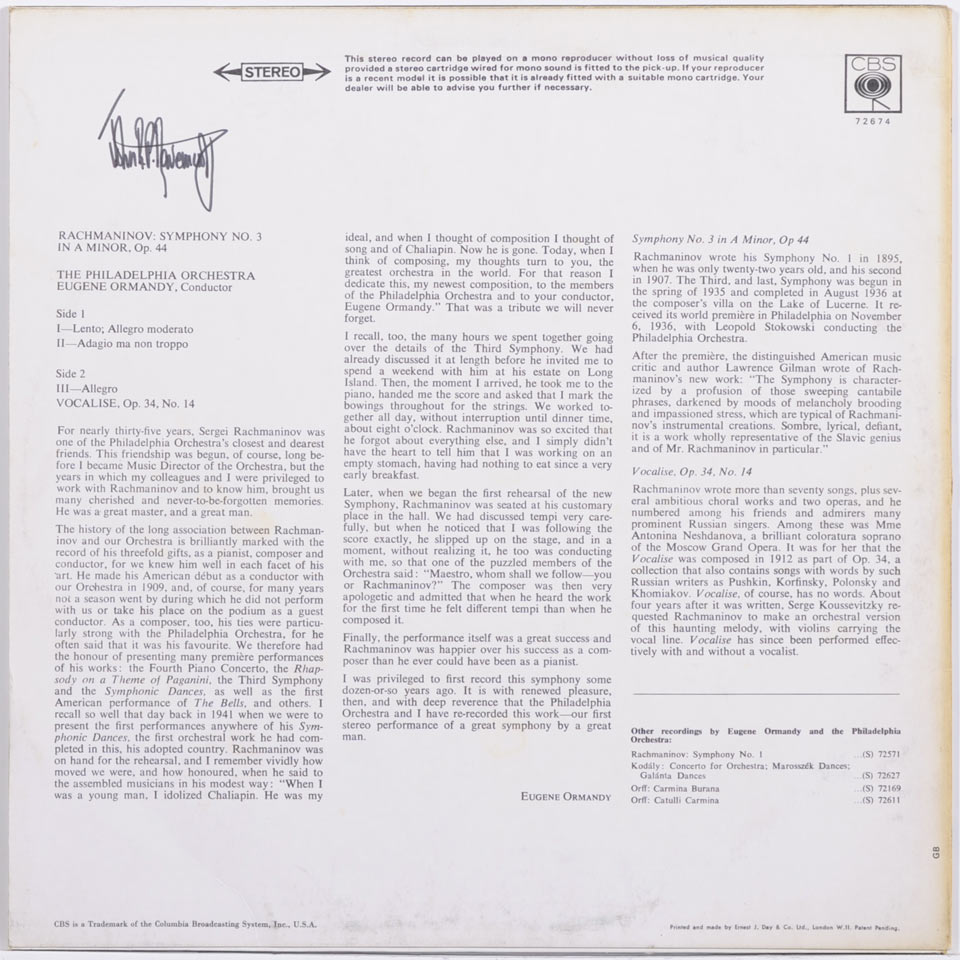 STEREO
This stereo record can be played on a mono reproducer without loss of musical quality
provided a stereo cartridge wired for mono sound is fitted to the pick-up. If your reproducer
is a recent model it is possible that it is already fitted with a suitable mono cartridge. Your
dealer will be able to advise you further if necessary.
CBS
72674
RACHMANINOV: SYMPHONY NO. 3
IN A MINOR, Op. 44
THE PHILADELPHIA ORCHESTRA
EUGENE ORMANDY, Conductor
Side 1
I—Lento; Allegro moderato
II—Adagio ma non troppo
Side 2
III—Allegro
VOCALISE, Op. 34, No. 14
For nearly thirty-five years, Sergei Rachmaninov was
one of the Philadelphia Orchestra's closest and dearest
friends. This friendship was begun, of course, long be-
fore I became Music Director of the Orchestra, but the
years in which my colleagues and I were privileged to
work with Rachmaninov and to know him, brought us
many cherished and never-to-be-forgotten memories.
He was a great master, and a great man.
The history of the long association between Rachman-
inov and our Orchestra is brilliantly marked with the
record of his threefold gifts, as a pianist, composer and
conductor, for we knew him well in each facet of his
art. He made his American début as a conductor with
our Orchestra in 1909, and, of course, for many years
not a season went by during which he did not perform
with us or take his place on the podium as a guest
conductor. As a composer, too, his ties were particu-
larly strong with the Philadelphia Orchestra, for he
often said that it was his favourite. We therefore had
the honour of presenting many première performances
of his works: the Fourth Piano Concerto, the Rhap-
sody on a Theme of Paganini, the Third Symphony
and the Symphonic Dances, as well as the first
American performance of The Bells, and others. I
recall so well that day back in 1941 when we were to
present the first performances anywhere of his Sym-
phonic Dances, the first orchestral work he had com-
pleted in this, his adopted country. Rachmaninov was
on hand for the rehearsal, and I remember vividly how
moved we were, and how honoured, when he said to
the assembled musicians in his modest way: "When I
was a young man, I idolized Chaliapin. He was my
ideal, and when I thought of composition I thought of
song and of Chaliapin. Now he is gone. Today, when I
think of composing, my thoughts turn to you, the
greatest orchestra in the world. For that reason I
dedicate this, my newest composition, to the members
of the Philadelphia Orchestra and to your conductor,
Eugene Ormandy." That was a tribute we will never
forget.
I recall, too, the many hours we spent together going
over the details of the Third Symphony. We had
already discussed it at length before he invited me to
spend a weekend with him at his estate on Long
Island. Then, the moment I arrived, he took me to the
piano, handed me the score and asked that I mark the
bowings throughout for the strings. We worked to-
gether all day, without interruption until dinner time,
about eight o'clock. Rachmaninov was so excited that
he forgot about everything else, and I simply didn't
have the heart to tell him that I was working on an
empty stomach, having had nothing to eat since a very
early breakfast.
Later, when we began the first rehearsal of the new
Symphony, Rachmaninov was seated at his customary
place in the hall. We had discussed tempi very care-
fully, but when he noticed that I was following the
score exactly, he slipped up on the stage, and in a
moment, without realizing it, he too was conducting
with me, so that one of the puzzled members of the
Orchestra said: "Maestro, whom shall we follow—you
or Rachmaninov?" The composer was then very
apologetic and admitted that when he heard the work
for the first time he felt different tempi than when he
composed it.
Finally, the performance itself was a great success and
Rachmaninov was happier over his success as a com-
poser than he ever could have been as a pianist.
I was privileged to first record this symphony some
dozen-or-so years ago. It is with renewed pleasure,
then, and with deep reverence that the Philadelphia
Orchestra and I have re-recorded this work—our first
stereo performance of a great symphony by a great
man.
EUGENE ORMANDY
Symphony No. 3 in A Minor, Op 44
Rachmaninov wrote his Symphony No. 1 in 1895,
when he was only twenty-two years old, and his second
in 1907. The Third, and last, Symphony was begun in
the spring of 1935 and completed in August 1936 at
the composer's villa on the Lake of Lucerne. It re-
ceived its world première in Philadelphia on November
6, 1936, with Leopold Stokowski conducting the
Philadelphia Orchestra.
After the première, the distinguished American music
critic and author Lawrence Gilman wrote of Rach-
maninov's new work: "The Symphony is character-
ized by a profusion of those sweeping cantabile
phrases, darkened by moods of melancholy brooding
and impassioned stress, which are typical of Rachmani-
nov's instrumental creations. Sombre, lyrical, defiant,
it is a work wholly representative of the Slavic genius
and of Mr. Rachmaninov in particular."
Vocalise, Op. 34, No. 14
Rachmaninov wrote more than seventy songs, plus sev-
eral ambitious choral works and two operas, and he
numbered among his friends and admirers many
prominent Russian singers. Among these was Mme
Antonina Neshdanova, a brilliant coloratura soprano
of the Moscow Grand Opera. It was for her that the
Vocalise was composed in 1912 as part of Op. 34, a
collection that also contains songs with words by such
Russian writers as Pushkin, Korfinsky, Polonsky and
Khomiakov. Vocalise, of course, has no words. About
four years after it was written, Serge Koussevitzky re-
quested Rachmaninov to make an orchestral version
of this haunting melody, with violins carrying the
vocal line. Vocalise has since been performed effec-
tively with and without a vocalist.
Other recordings by Eugene Ormandy and the Philadelphia
Orchestra:
Rachmaninov: Symphony No. 1 ...(S) 72571
Kodály: Concerto for Orchestra; Marosszék Dances;
Galánta Dances ...(S) 72627
Orff: Carmina Burana ...(S) 72169
Orff: Catulli Carmina ...(S) 72611
GB
CBS is a Trademark of the Columbia Broadcasting System, Inc., U.S.A.
Printed and made by Ernest J. Day & Co. Ltd., London W.11. Patent Pending.